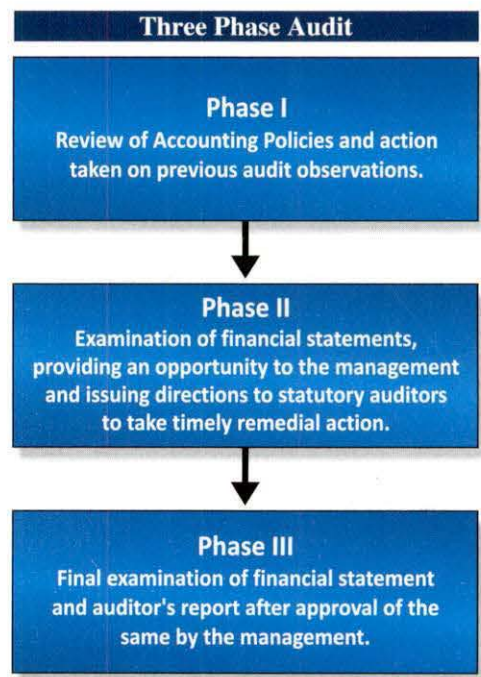 Three Phase Audit
Phase I
Review of Accounting Policies and action
taken on previous audit observations.
Phase II
Examination of financial statements,
providing an opportunity to the management
and issuing directions to statutory auditors
to take timely remedial action.
Phase III
Final examination of financial statement
and auditor's report after approval of the
same by the management.